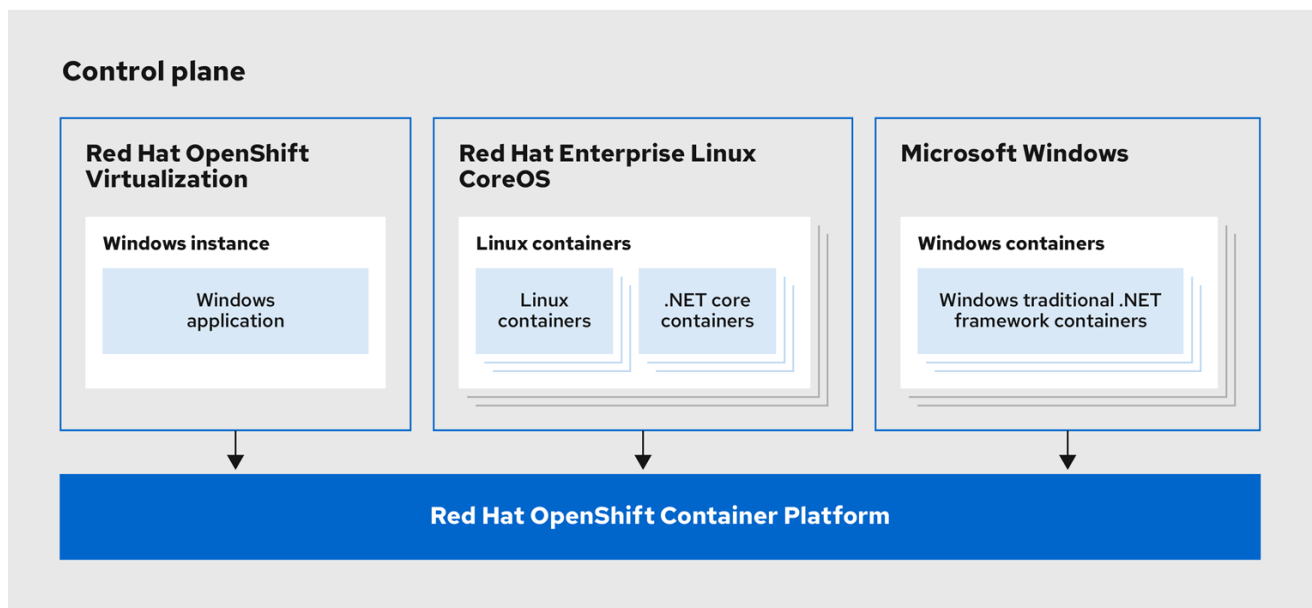 Control plane
Red Hat OpenShift
Virtualization
Windows instance
Windows
application
Red Hat Enterprise Linux
CoreOS
Linux containers
Linux
containers
.NET core
containers
Microsoft Windows
Windows containers
Windows traditional .NET
framework containers
Red Hat OpenShift Container Platform